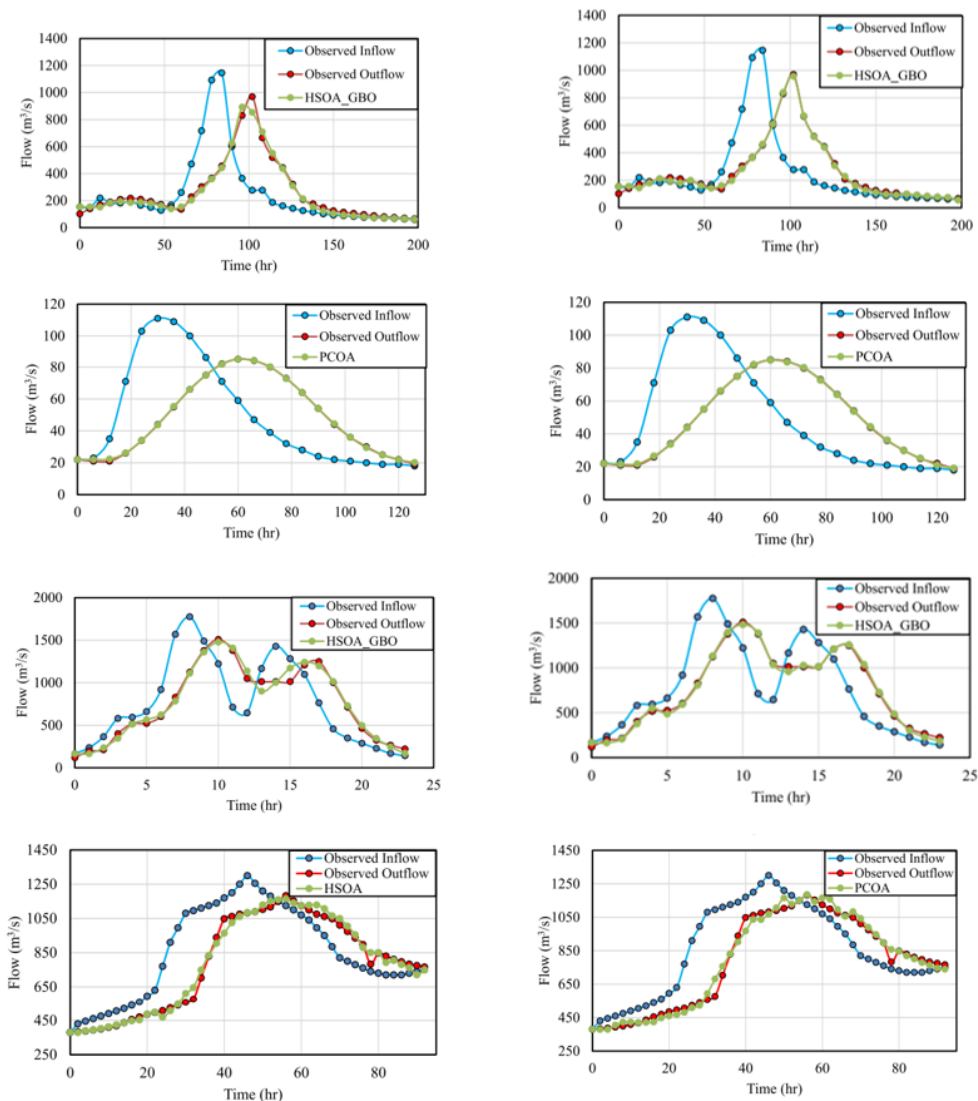 1400
1200
1000
800
600
400
200
0
Flow (m³/s)
Observed Inflow
Observed Outflow
HSOA_GBO
0 50 100 150 200
Time (hr)
1400
1200
1000
800
600
400
200
0
Flow (m³/s)
Observed Inflow
Observed Outflow
HSOA_GBO
0 50 100 150 200
Time (hr)
120
100
80
60
40
20
0
Flow (m³/s)
Observed Inflow
Observed Outflow
PCOA
0 20 40 60 80 100 120
Time (hr)
120
100
80
60
40
20
0
Flow (m³/s)
Observed Inflow
Observed Outflow
PCOA
0 20 40 60 80 100 120
Time (hr)
2000
1500
1000
500
0
Flow (m³/s)
Observed Inflow
Observed Outflow
HSOA_GBO
0 5 10 15 20 25
Time (hr)
2000
1500
1000
500
0
Flow (m³/s)
Observed Inflow
Observed Outflow
HSOA_GBO
0 5 10 15 20 25
Time (hr)
1450
1250
1050
850
650
450
250
Flow (m³/s)
Observed Inflow
Observed Outflow
HSOA
0 20 40 60 80
Time (hr)
1450
1250
1050
850
650
450
250
Flow (m³/s)
Observed Inflow
Observed Outflow
PCOA
0 20 40 60 80
Time (hr)